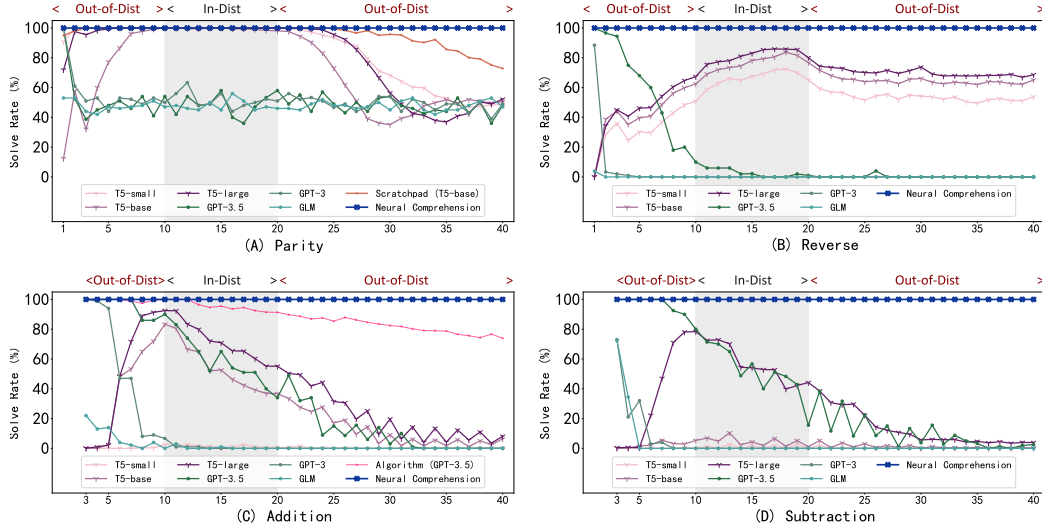 < Out-of-Dist > < In-Dist > < Out-of-Dist >
Solve Rate (%)
100
80
60
40
20
0
T5-small T5-large GPT-3 Scratchpad (T5-base)
T5-base GPT-3.5 GLM Neural Comprehension
1 5 10 15 20 25 30 35 40
(A) Parity
< Out-of-Dist > < In-Dist > < Out-of-Dist >
Solve Rate (%)
100
80
60
40
20
0
T5-small T5-large GPT-3 Neural Comprehension
T5-base GPT-3.5 GLM
1 5 10 15 20 25 30 35 40
(B) Reverse
<Out-of-Dist> < In-Dist > < Out-of-Dist >
Solve Rate (%)
100
80
60
40
20
0
T5-small T5-large GPT-3 Algorithm (GPT-3.5)
T5-base GPT-3.5 GLM Neural Comprehension
3 5 10 15 20 25 30 35 40
(C) Addition
<Out-of-Dist> < In-Dist > < Out-of-Dist >
Solve Rate (%)
100
80
60
40
20
0
T5-small T5-large GPT-3 Neural Comprehension
T5-base GPT-3.5 GLM
3 5 10 15 20 25 30 35 40
(D) Subtraction